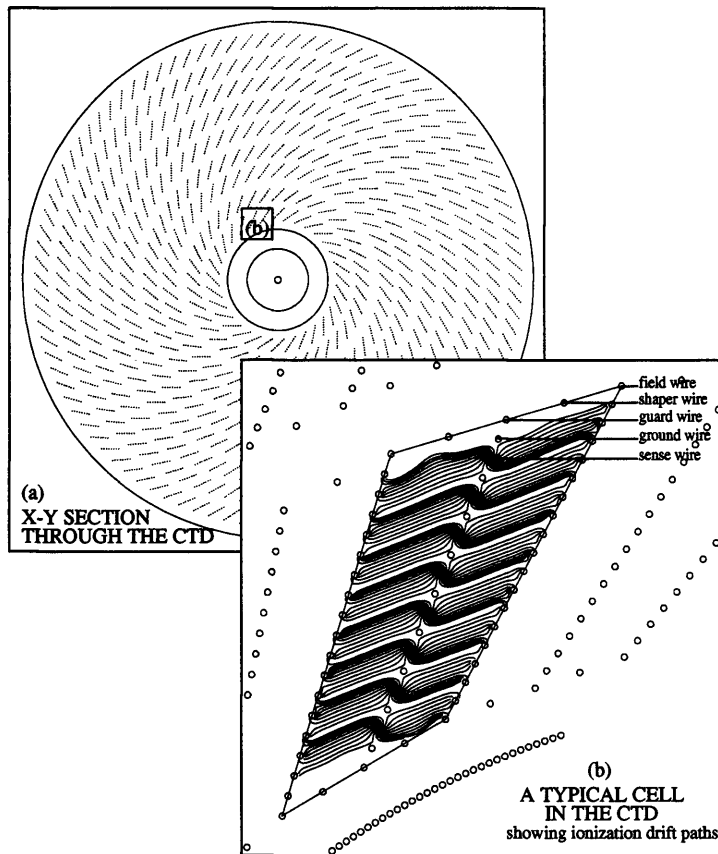 (b)
(a)
X-Y SECTION
THROUGH THE CTD
field wire
shaper wire
guard wire
ground wire
sense wire
(b)
A TYPICAL CELL
IN THE CTD
showing ionization drift paths